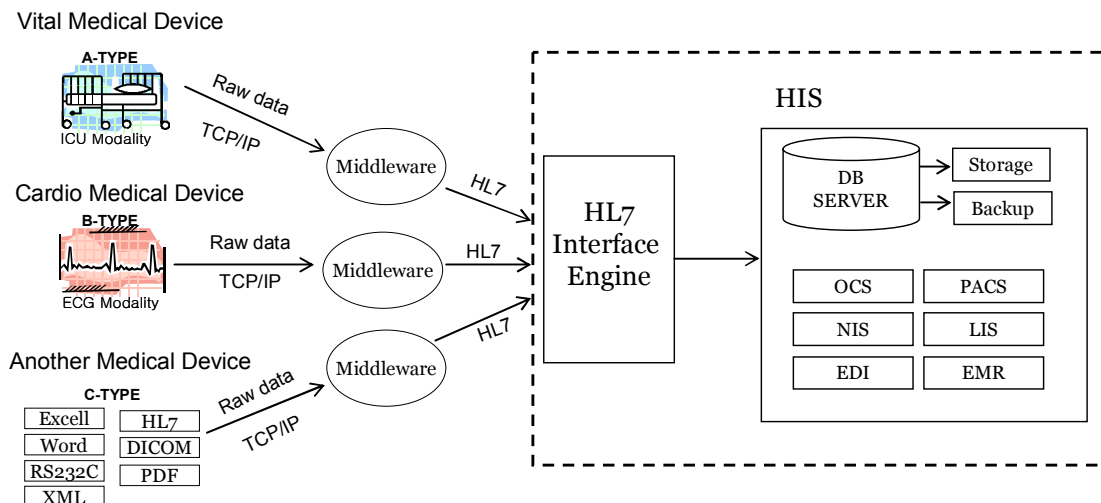 Vital Medical Device
A-TYPE
ICU Modality
Raw data
TCP/IP
Middleware
HL7
Cardio Medical Device
B-TYPE
ECG Modality
Raw data
TCP/IP
Middleware
HL7
Another Medical Device
C-TYPE
Excell
Word
RS232C
XML
HL7
DICOM
PDF
Raw data
TCP/IP
Middleware
HL7
HL7
Interface
Engine
HIS
DB
SERVER
Storage
Backup
OCS
PACS
NIS
LIS
EDI
EMR